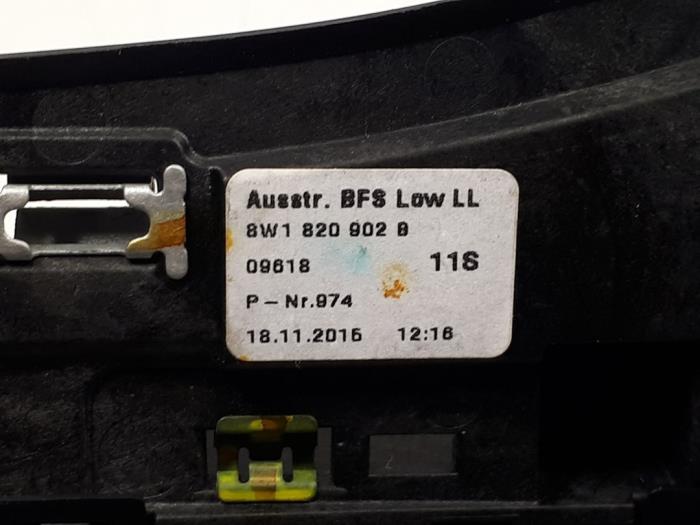 Ausstr. BFS Low LL
8W1 820 902 B
09618 11S
P - Nr.974
18.11.2015 12:16